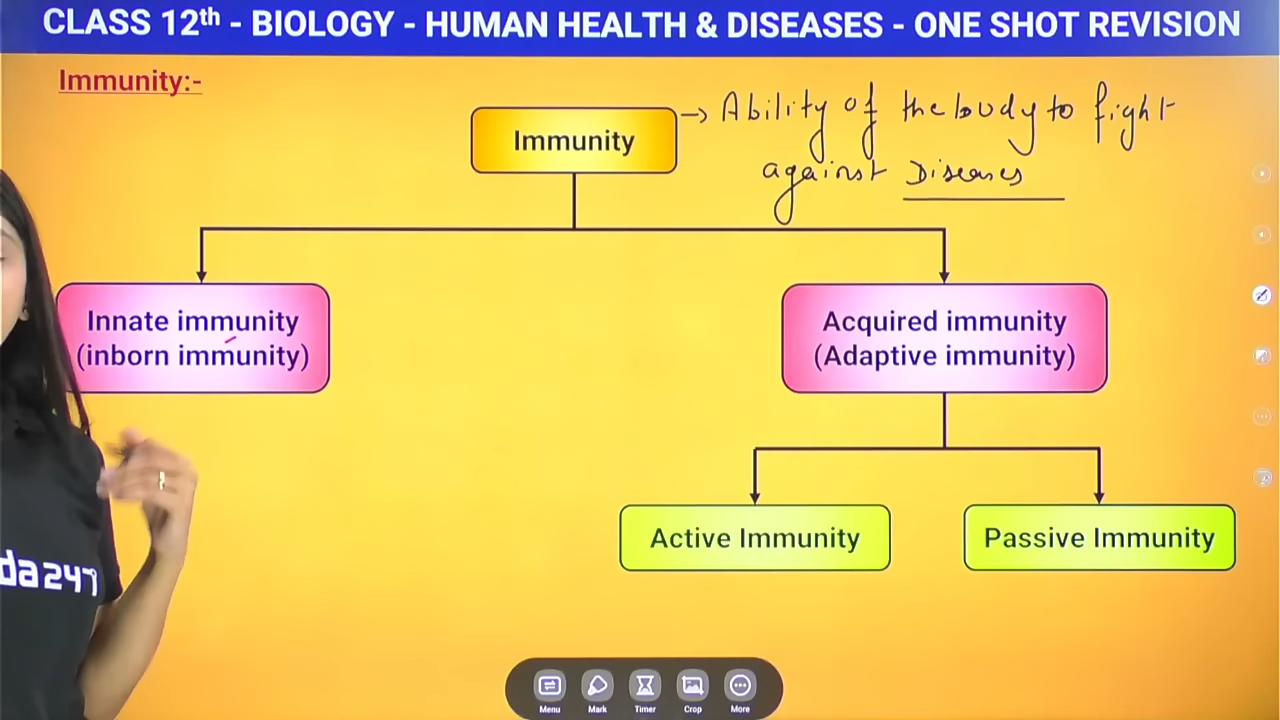 CLASS 12th - BIOLOGY - HUMAN HEALTH & DISEASES - ONE SHOT REVISION
Immunity:-
Immunity
→ Ability of the body to fight
against Diseases
Innate immunity
(inborn immunity)
Acquired immunity
(Adaptive immunity)
Active Immunity
Passive Immunity
da247
Menu
Mark
Timer
Crop
More